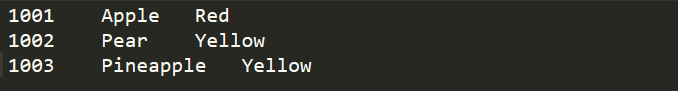 1001    Apple   Red
1002    Pear    Yellow
1003    Pineapple   Yellow